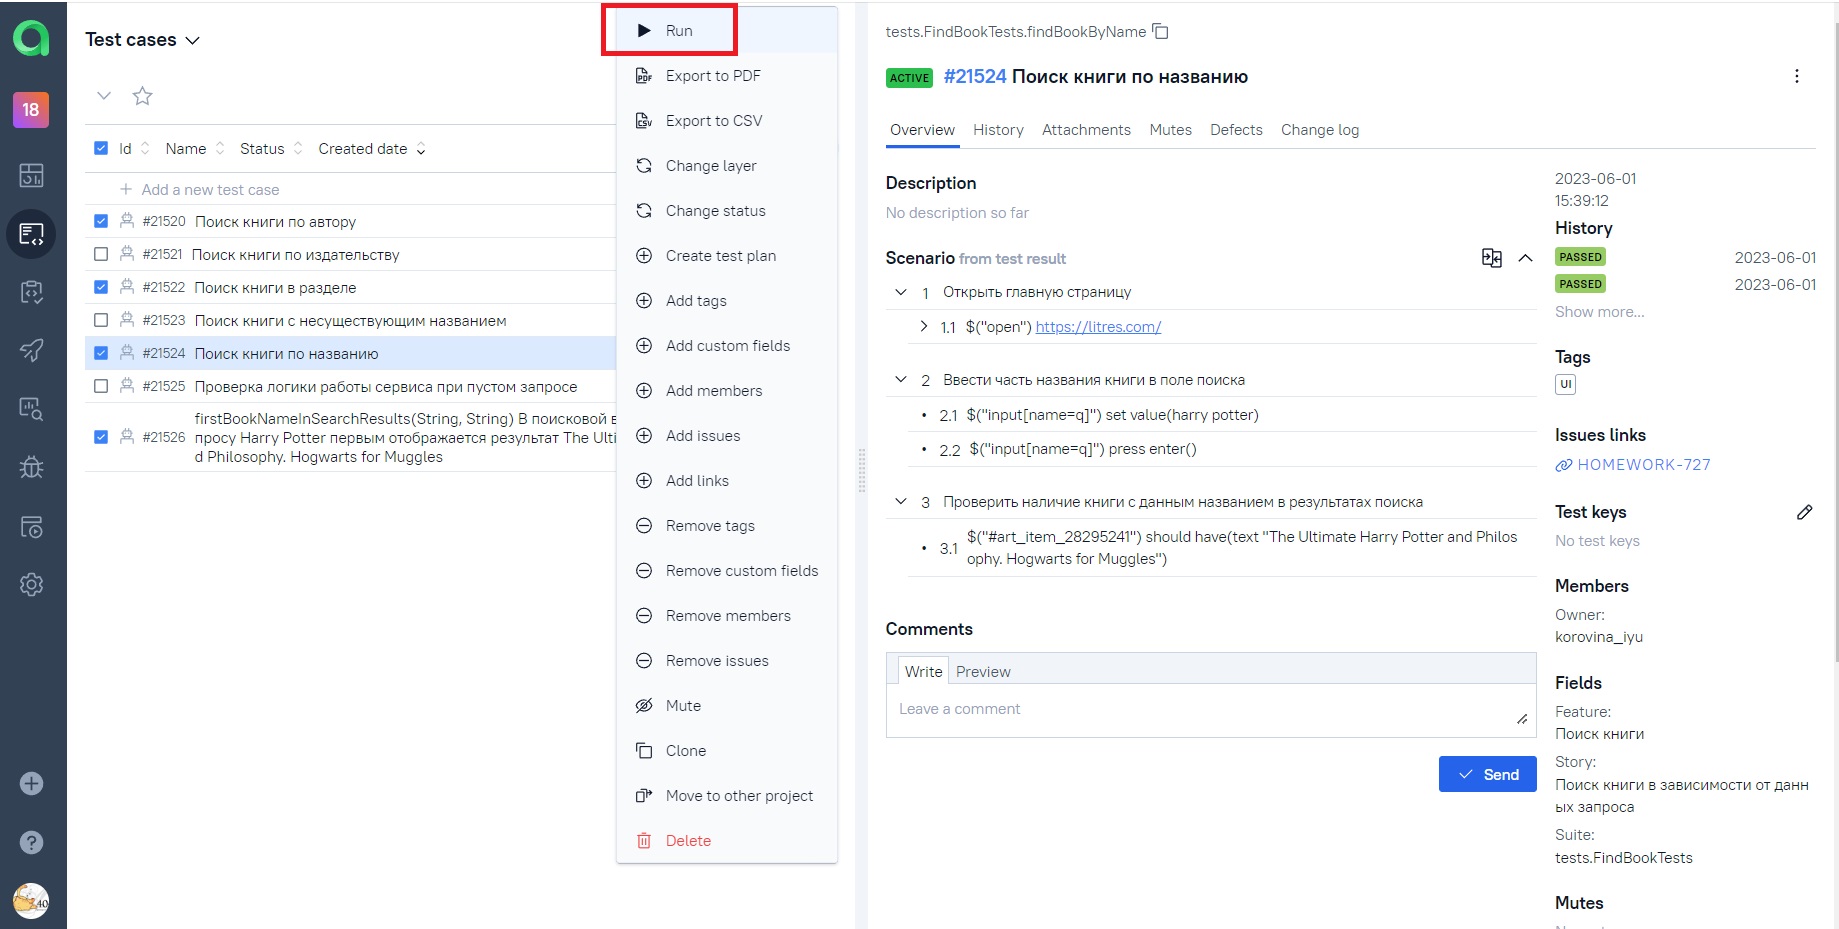 18
Test cases
Id
Name
Status
Created date
Add a new test case
#21520 Поиск книги по автору
#21521 Поиск книги по издательству
#21522 Поиск книги в разделе
#21523 Поиск книги с несуществующим названием
#21524 Поиск книги по названию
#21525 Проверка логики работы сервиса при пустом запросе
firstBookNameInSearchResults(String, String) В поисковой в
#21526 просу Harry Potter первым отображается результат The Ulti
d Philosophy. Hogwarts for Muggles
40
Run
Export to PDF
Export to CSV
Change layer
Change status
Create test plan
Add tags
Add custom fields
Add members
Add issues
Add links
Remove tags
Remove custom fields
Remove members
Remove issues
Mute
Clone
Move to other project
Delete
tests.FindBookTests.findBookByName
ACTIVE #21524 Поиск книги по названию
Overview History Attachments Mutes Defects Change log
Description
No description so far
Scenario from test result
1 Открыть главную страницу
1.1 $("open") https://litres.com/
2 Ввести часть названия книги в поле поиска
2.1 $("input[name=q]") set value(harry potter)
2.2 $("input[name=q]") press enter()
3 Проверить наличие книги с данным названием в результатах поиска
3.1 $("#art_item_28295241") should have(text "The Ultimate Harry Potter and Philos
ophy. Hogwarts for Muggles")
Comments
Write Preview
Leave a comment
Send
2023-06-01
15:39:12
History
PASSED 2023-06-01
PASSED 2023-06-01
Show more...
Tags
UI
Issues links
HOMEWORK-727
Test keys
No test keys
Members
Owner:
korovina_iyu
Fields
Feature:
Поиск книги
Story:
Поиск книги в зависимости от данн
ых запроса
Suite:
tests.FindBookTests
Mutes